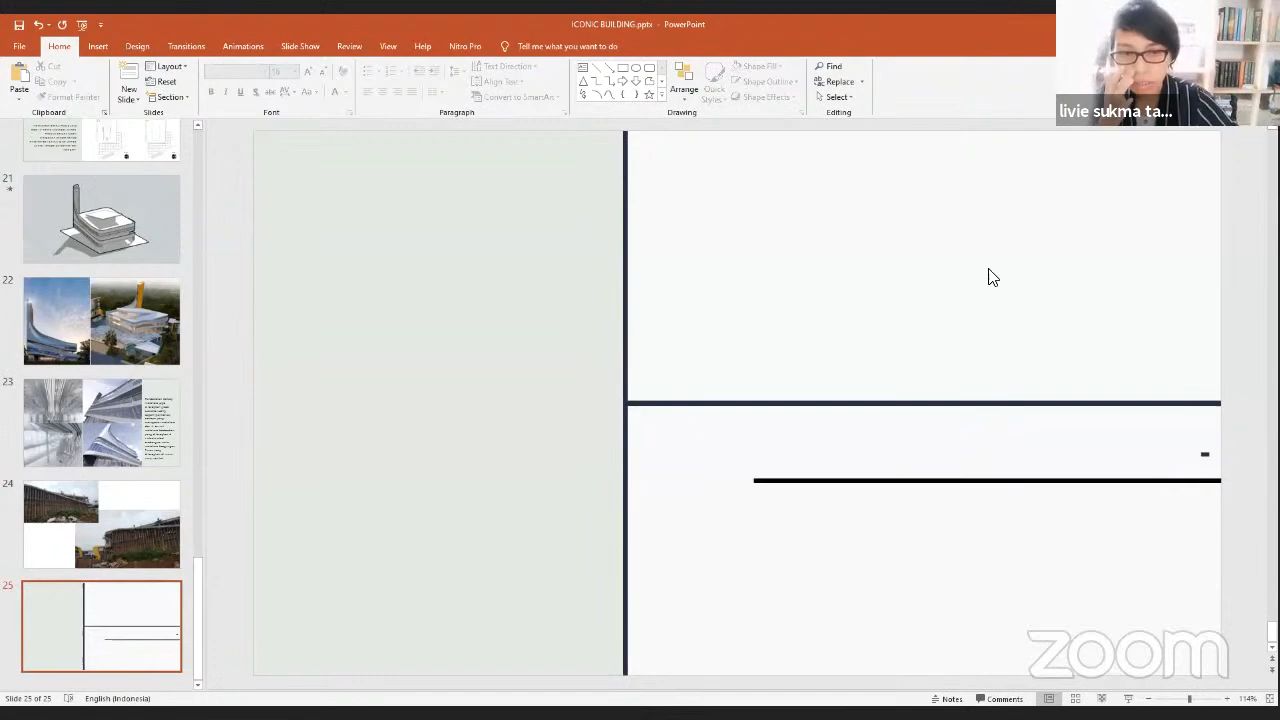 ICONIC BUILDING.pptx - PowerPoint
File Home Insert Design Transitions Animations Slide Show Review View Help Nitro Pro Tell me what you want to do
Paste
Cut
Copy
Format Painter
Clipboard
New Slide
Layout
Reset
Section
Slides
Font
Text Direction
Align Text
Convert to SmartArt
Paragraph
Arrange
Quick Styles
Shape Fill
Shape Outline
Shape Effects
Drawing
Find
Replace
Select
Editing
livie sukma ta...
21
22
23
24
25
-
zoom
Slide 25 of 25 English (Indonesia) Notes Comments 114%